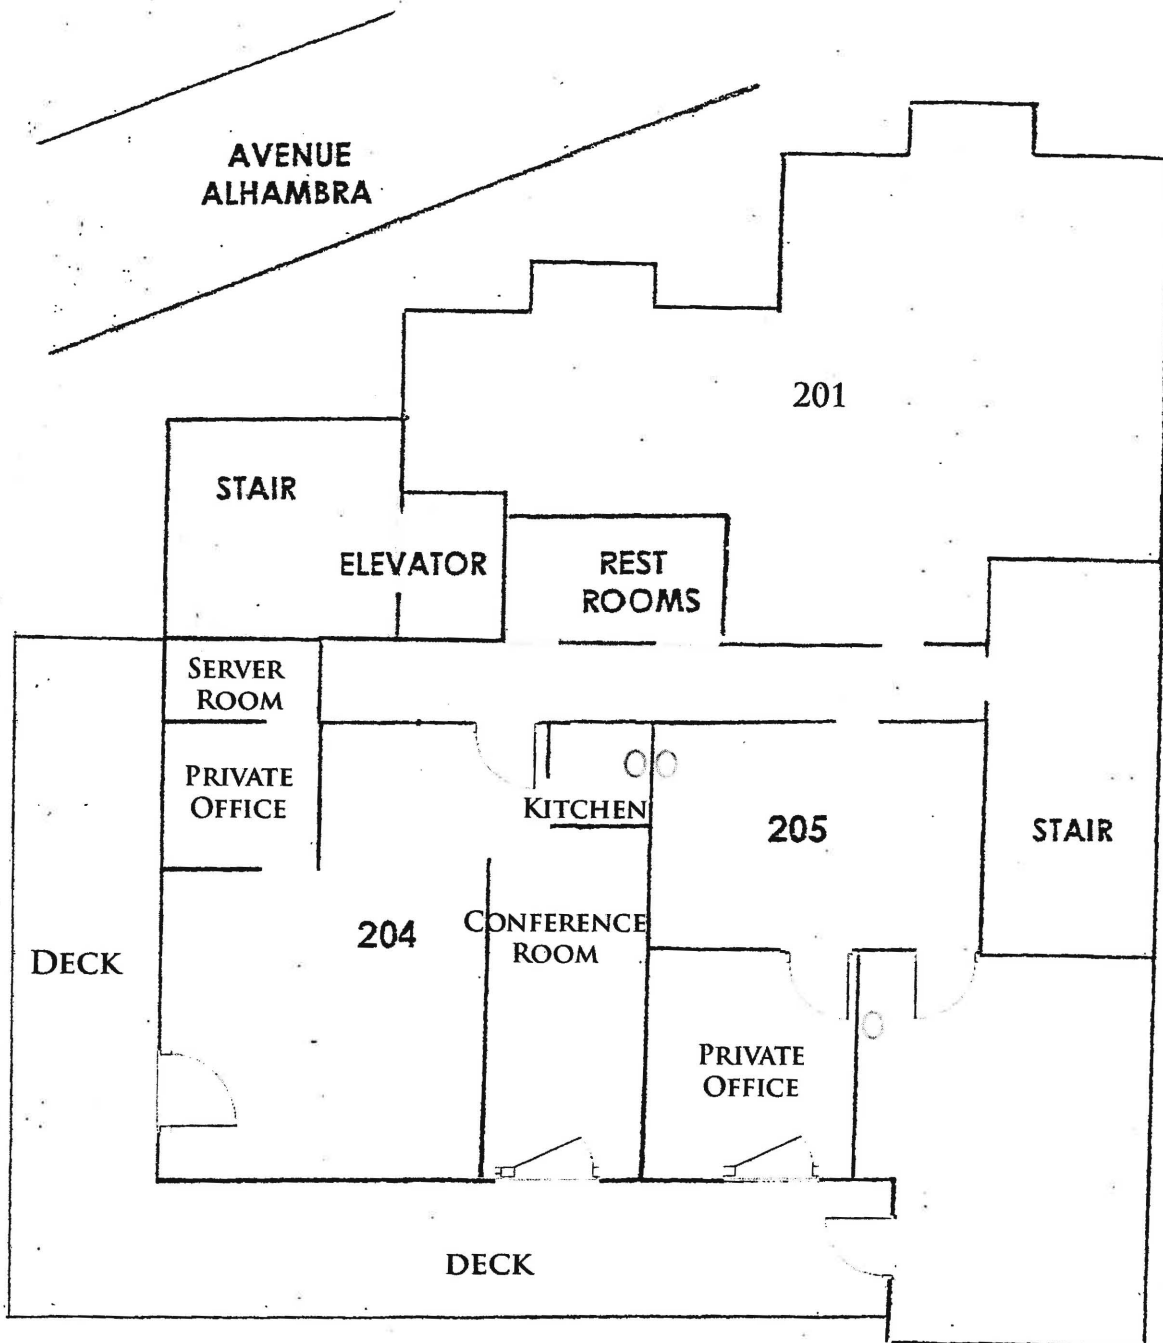 AVENUE
ALHAMBRA
201
STAIR
ELEVATOR
REST
ROOMS
SERVER
ROOM
PRIVATE
OFFICE
KITCHEN
205
STAIR
204
CONFERENCE
ROOM
DECK
PRIVATE
OFFICE
DECK